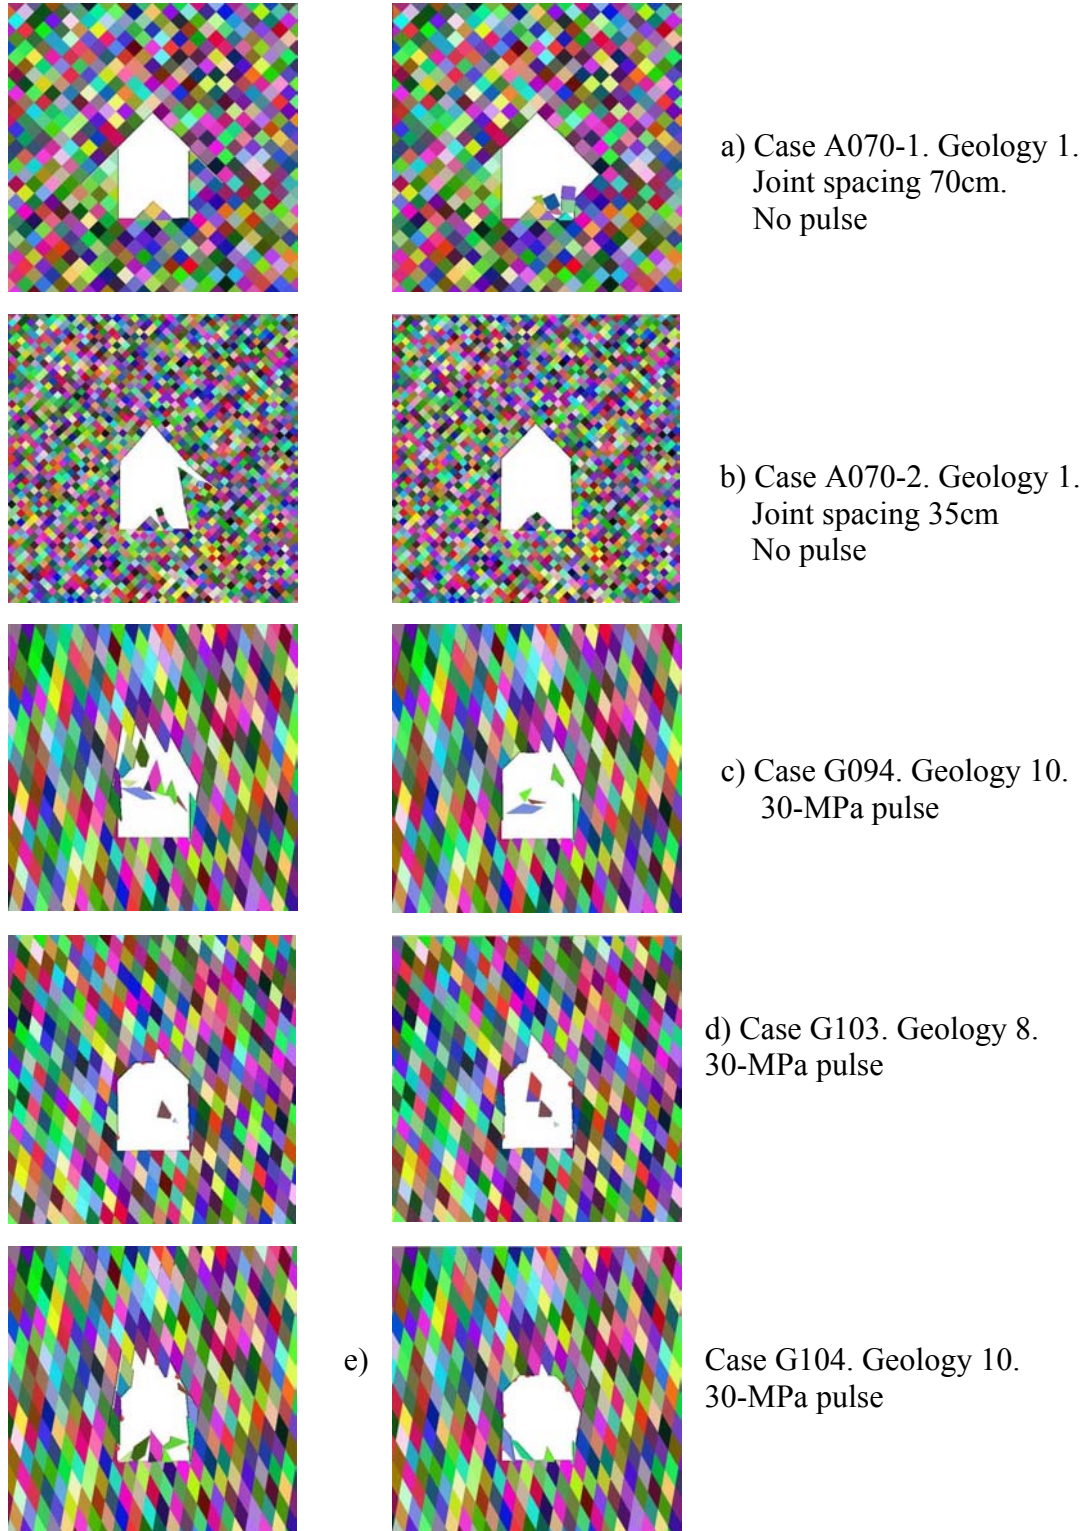 a) Case A070-1. Geology 1.
Joint spacing 70cm.
No pulse
b) Case A070-2. Geology 1.
Joint spacing 35cm
No pulse
c) Case G094. Geology 10.
30-MPa pulse
d) Case G103. Geology 8.
30-MPa pulse
e)
Case G104. Geology 10.
30-MPa pulse